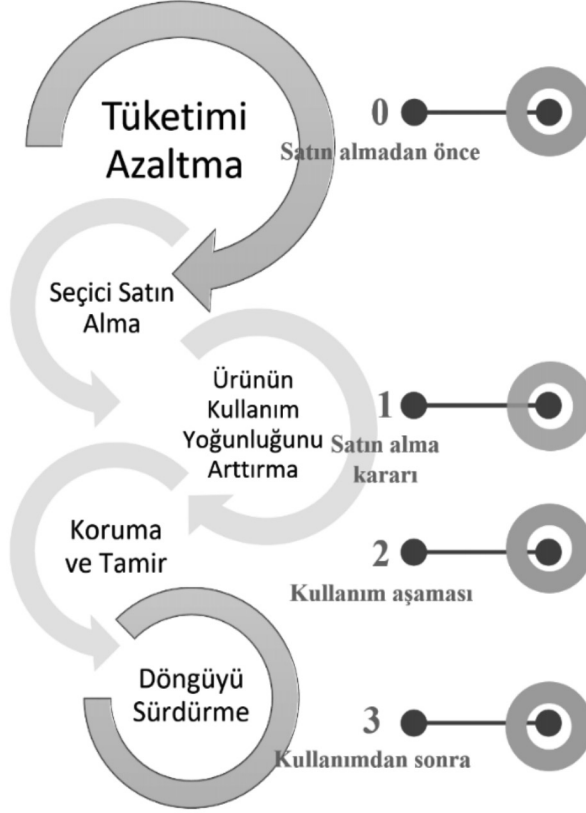 Tüketimi
Azaltma
0
Satın almadan önce
Seçici Satın
Alma
Ürünün
Kullanım
Yoğunluğunu
Arttırma
1
Satın alma
kararı
Koruma
ve Tamir
2
Kullanım aşaması
Döngüyü
Sürdürme
3
Kullanımdan sonra